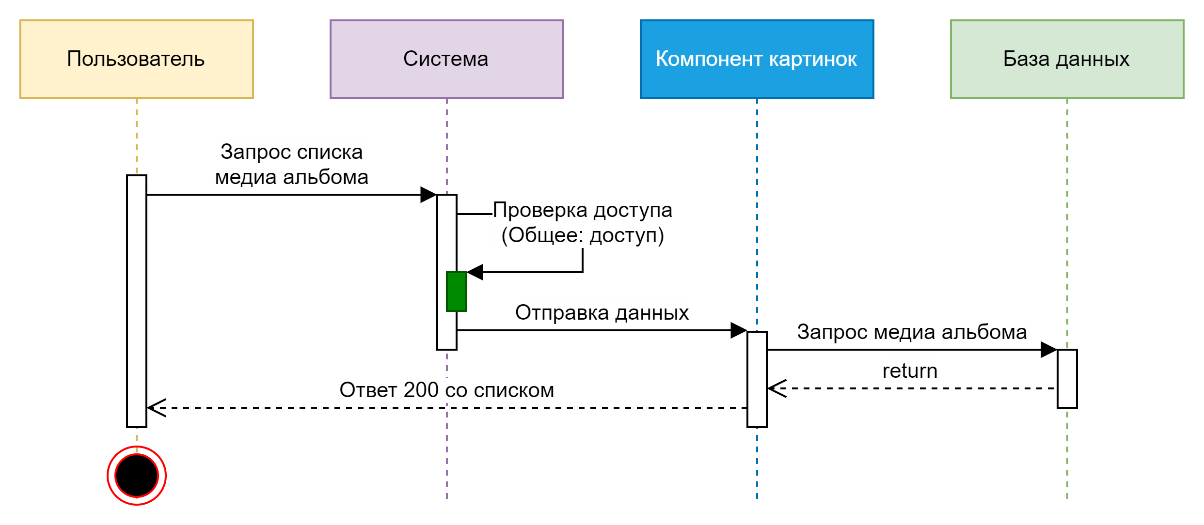 Пользователь
Система
Компонент картинок
База данных
Запрос списка
медиа альбома
Проверка доступа
(Общее: доступ)
Отправка данных
Запрос медиа альбома
return
Ответ 200 со списком